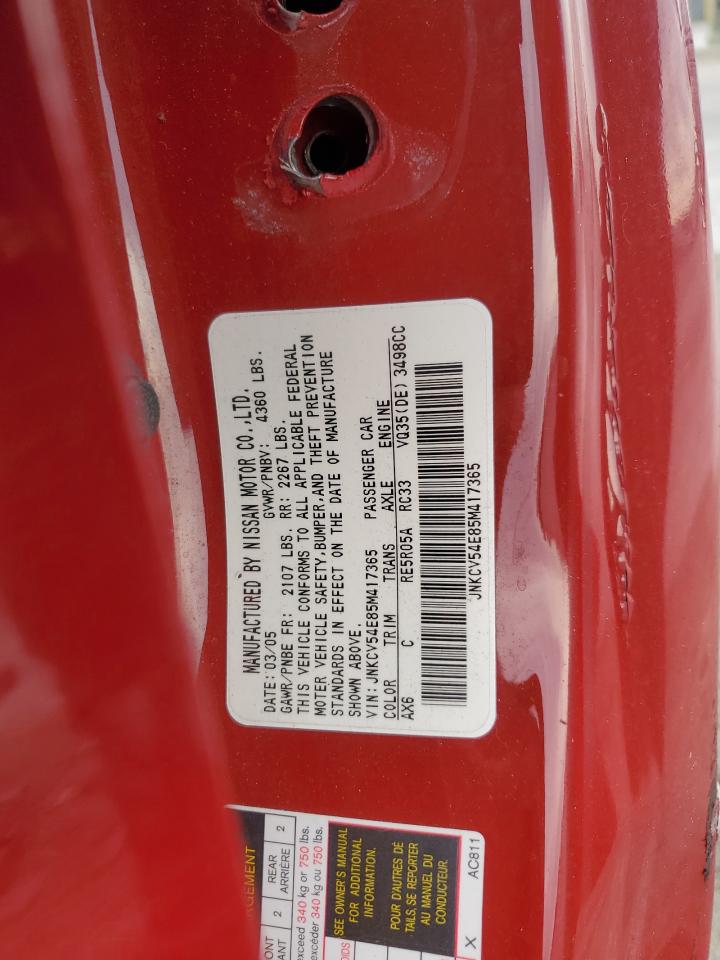 MANUFACTURED BY NISSAN MOTOR CO.,LTD.
DATE:03/05 GVWR/PNBV: 4360 LBS.
GAWR/PNBE FR: 2107 LBS. RR: 2267 LBS.
THIS VEHICLE CONFORMS TO ALL APPLICABLE FEDERAL
MOTER VEHICLE SAFETY,BUMPER,AND THEFT PREVENTION
STANDARDS IN EFFECT ON THE DATE OF MANUFACTURE
SHOWN ABOVE.
VIN:JNKCV54E85M417365 PASSENGER CAR
COLOR TRIM TRANS AXLE ENGINE
AX6 C RE5R05A RC33 VQ35(DE) 3498CC
JNKCV54E85M417365
2 REAR 2
ARRIÈRE
exceed 340 kg or 750 lbs.
excéder 340 kg ou 750 lbs.
SEE OWNER'S MANUAL
FOR ADDITIONAL
INFORMATION.
POUR D'AUTRES DE
TAILS, SE REPORTER
AU MANUEL DU
CONDUCTEUR.
X AC811